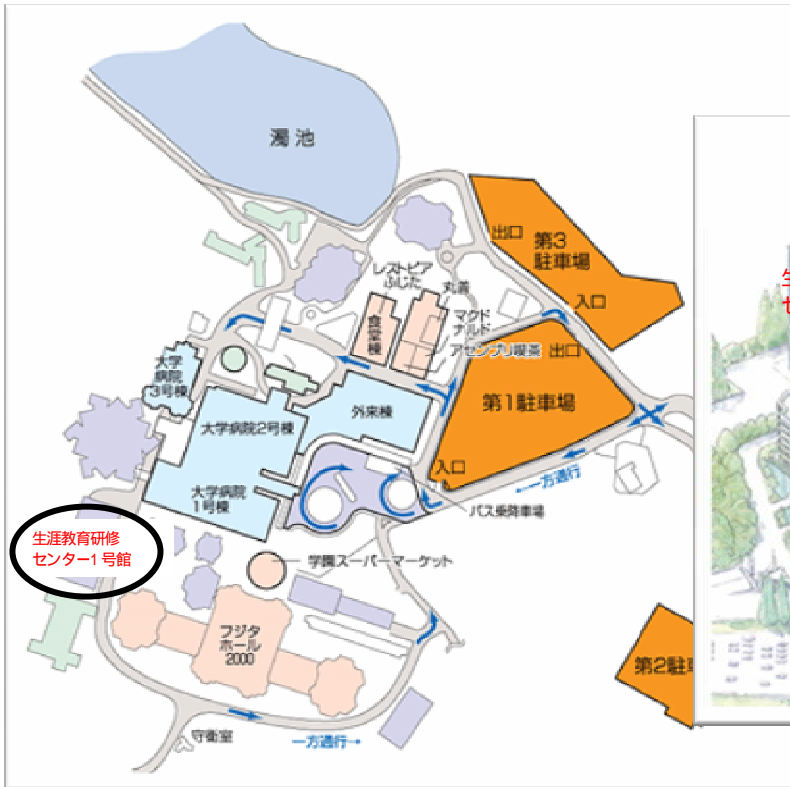 濁池
出口
第3
駐車場
入口
レストピア
ふじた
丸善
食堂棟
マクド
ナルド
アセンブリ喫茶
出口
大学
病院
3号棟
外来棟
第1駐車場
大学病院2号棟
入口
一方通行
大学病院
1号棟
バス乗降車場
生涯教育研修
センター1号館
学園スーパーマーケット
フジタ
ホール
2000
第2駐
守衛室
一方通行